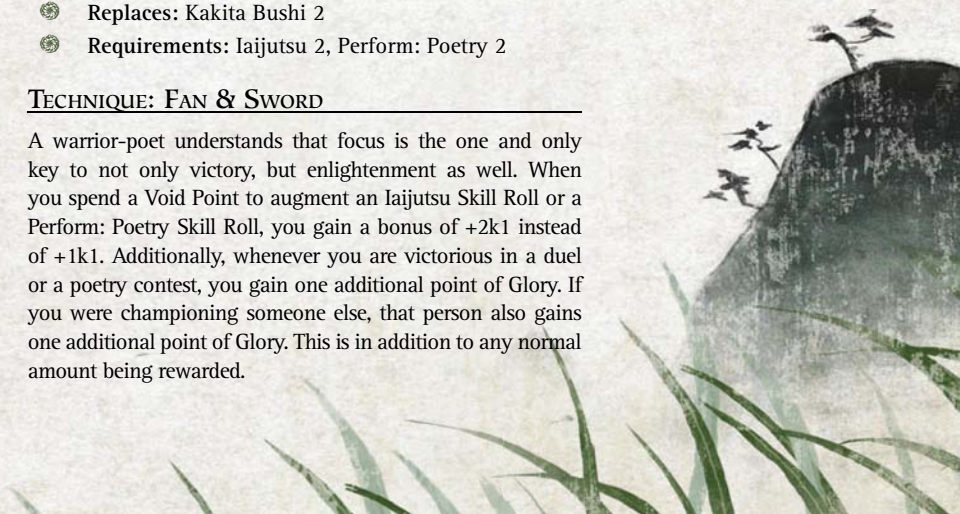 Replaces: Kakita Bushi 2
Requirements: Iaijutsu 2, Perform: Poetry 2
Technique: Fan & Sword
A warrior-poet understands that focus is the one and only
key to not only victory, but enlightenment as well. When
you spend a Void Point to augment an Iaijutsu Skill Roll or a
Perform: Poetry Skill Roll, you gain a bonus of +2k1 instead
of +1k1. Additionally, whenever you are victorious in a duel
or a poetry contest, you gain one additional point of Glory. If
you were championing someone else, that person also gains
one additional point of Glory. This is in addition to any normal
amount being rewarded.